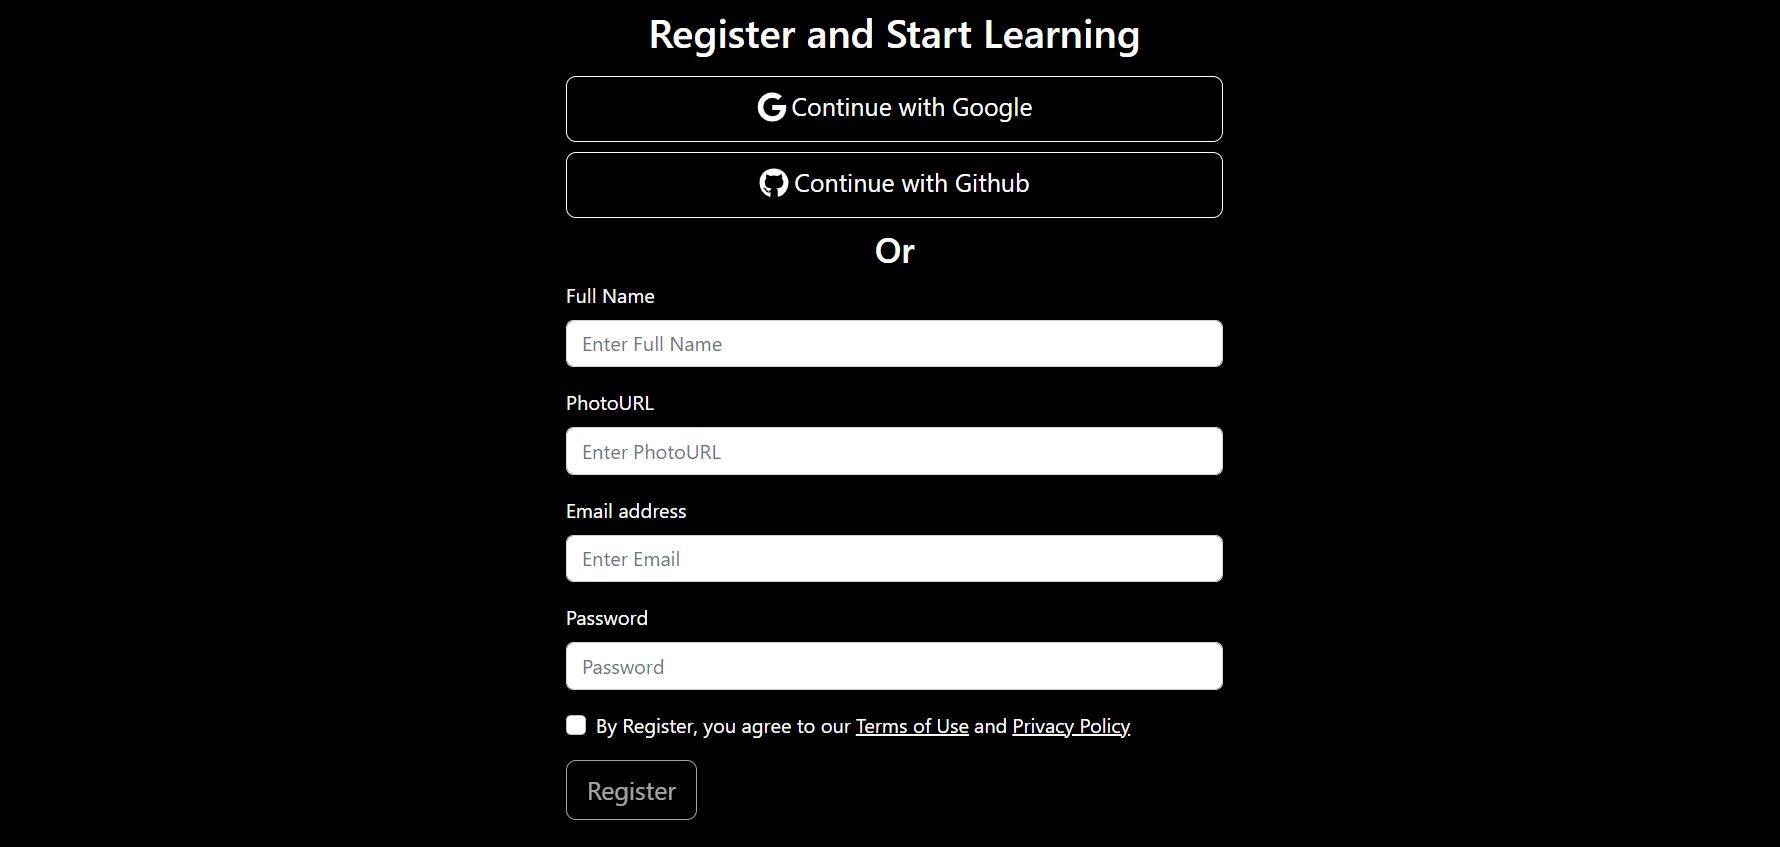 Register and Start Learning
Continue with Google
Continue with Github
Or
Full Name
Enter Full Name
PhotoURL
Enter PhotoURL
Email address
Enter Email
Password
Password
By Register, you agree to our Terms of Use and Privacy Policy
Register